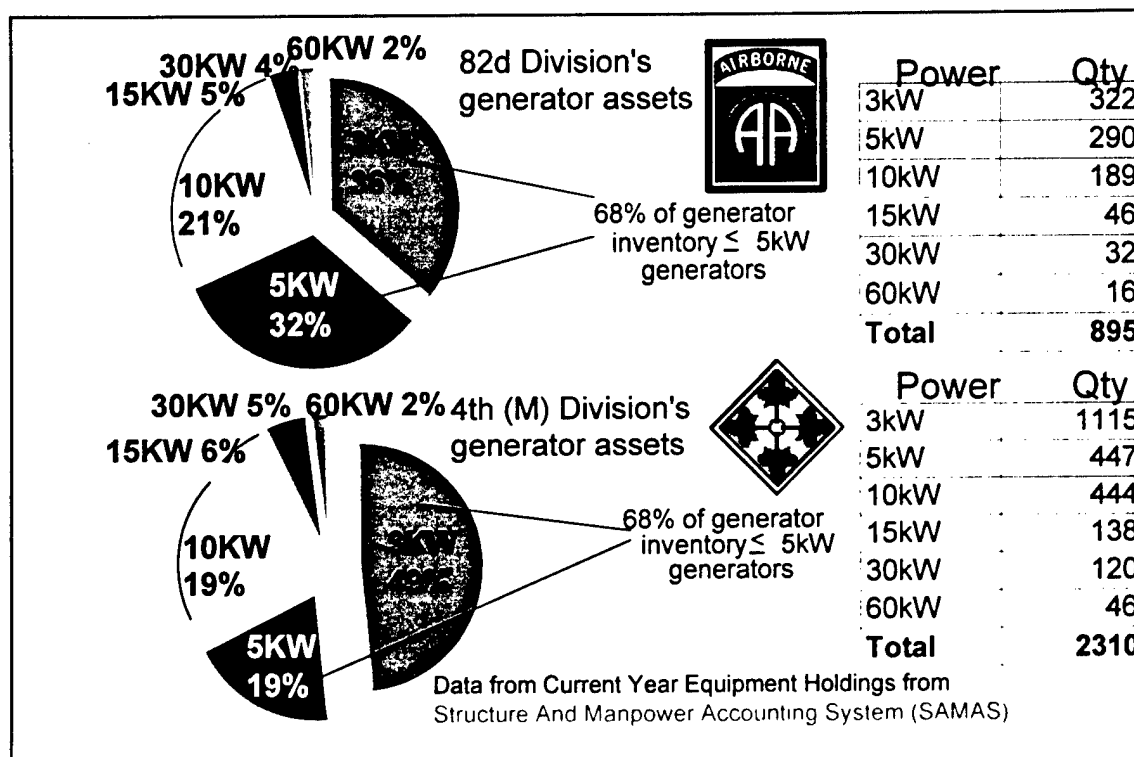 60KW 2%
30KW 4%
15KW 5%
10KW
21%
36%
5KW
32%
82d Division's
generator assets
AIRBORNE
AA
68% of generator
inventory ≤ 5kW
generators
Power Qty
3kW 322
5kW 290
10kW 189
15kW 46
30kW 32
60kW 16
Total 895
30KW 5% 60KW 2%
15KW 6%
10KW
19%
3KW
5KW
19%
4th (M) Division's
generator assets
68% of generator
inventory ≤ 5kW
generators
Power Qty
3kW 1115
5kW 447
10kW 444
15kW 138
30kW 120
60kW 46
Total 2310
Data from Current Year Equipment Holdings from
Structure And Manpower Accounting System (SAMAS)